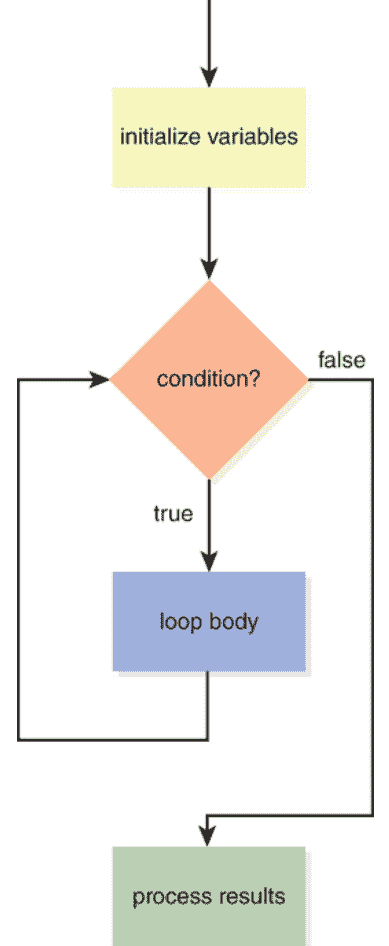 initialize variables
condition?
false
true
loop body
process results